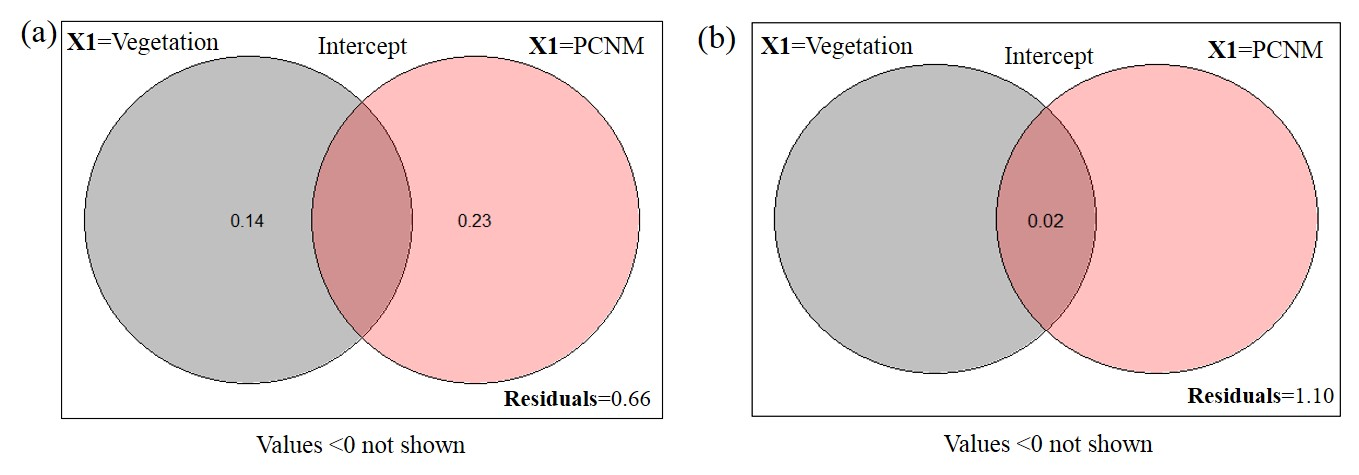 (a)
X1=Vegetation Intercept X1=PCNM
0.14 0.23
Residuals=0.66
Values <0 not shown
(b)
X1=Vegetation Intercept X1=PCNM
0.02
Residuals=1.10
Values <0 not shown